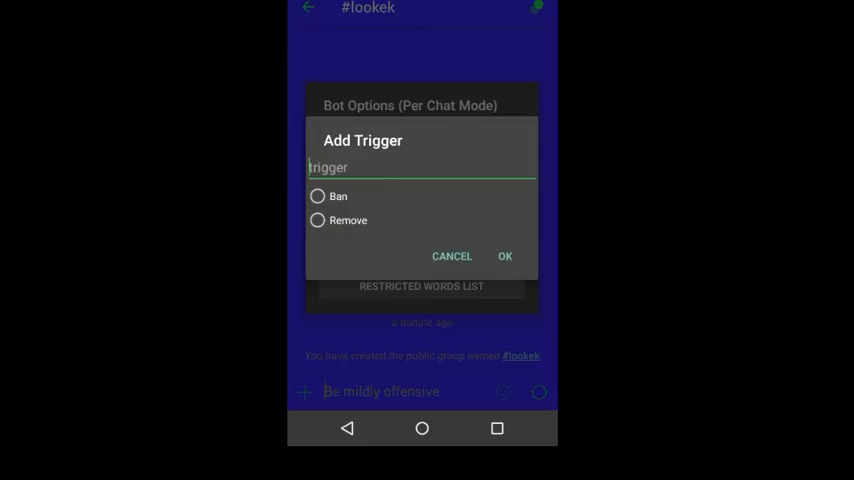 #lookek
Bot Options (Per Chat Mode)
Add Trigger
trigger
Ban
Remove
CANCEL OK
RESTRICTED WORDS LIST
a minute ago
You have created the public group named #lookek
Be mildly offensive